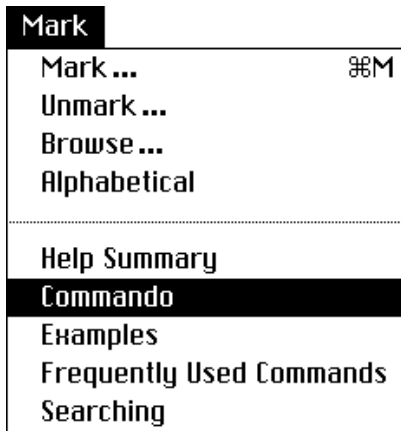 Mark
Mark... ⌘M
Unmark...
Browse...
Alphabetical
Help Summary
Commando
Examples
Frequently Used Commands
Searching